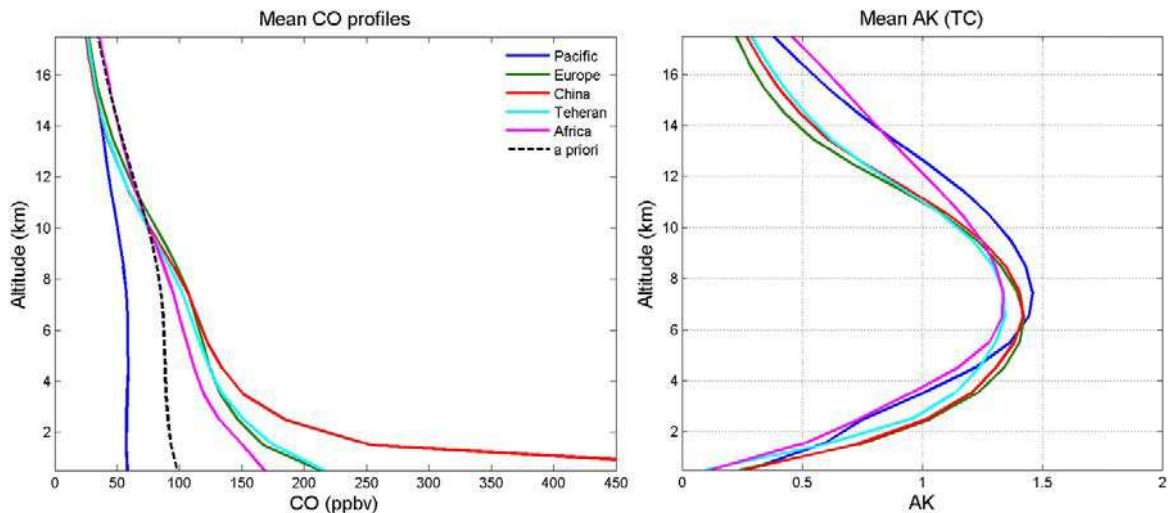 Mean CO profiles
Altitude (km)
16
14
12
10
8
6
4
2
0 50 100 150 200 250 300 350 400 450
CO (ppbv)
Pacific
Europe
China
Teheran
Africa
a priori
Mean AK (TC)
Altitude (km)
16
14
12
10
8
6
4
2
0 0.5 1 1.5 2
AK